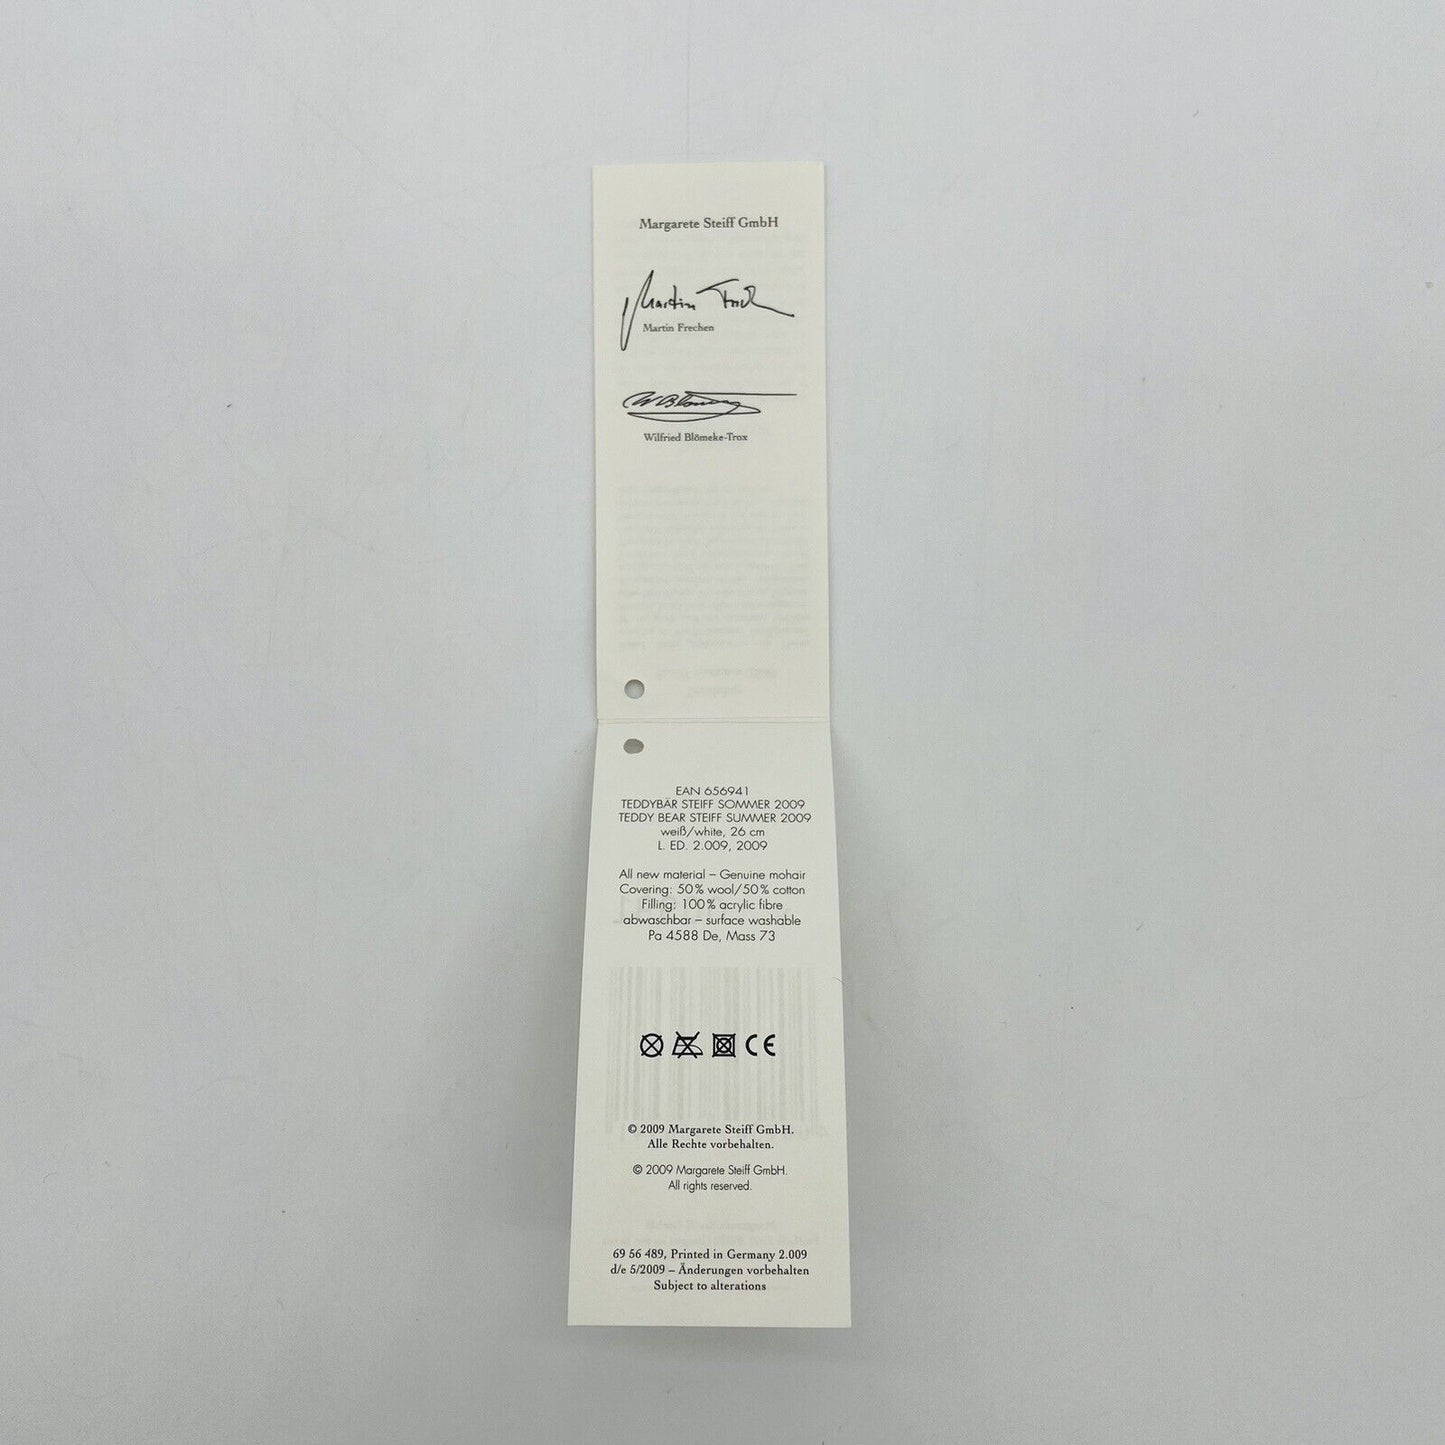 Margarete Steiff GmbH
Martin Frechen
Wilfried Blömeke-Trox
EAN 656941
TEDDYBÄR STEIFF SOMMER 2009
TEDDY BEAR STEIFF SUMMER 2009
weiß/white, 26 cm
L. ED. 2.009, 2009
All new material – Genuine mohair
Covering: 50% wool/50% cotton
Filling: 100% acrylic fibre
abwaschbar – surface washable
Pa 4588 De, Mass 73
CE
© 2009 Margarete Steiff GmbH.
Alle Rechte vorbehalten.
© 2009 Margarete Steiff GmbH.
All rights reserved.
69 56 489, Printed in Germany 2.009
d/e 5/2009 – Änderungen vorbehalten
Subject to alterations